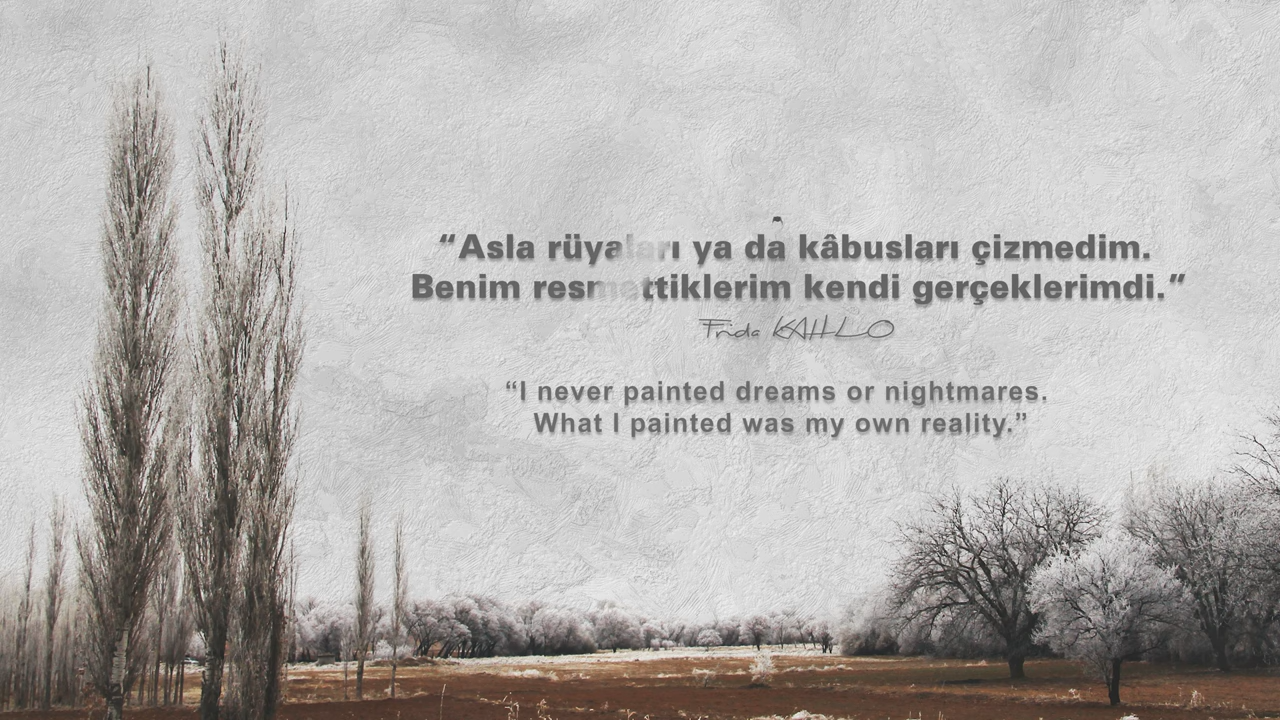 “Asla rüyaları ya da kâbusları çizmedim.
Benim resmettiklerim kendi gerçeklerimdi.”
Frida KAHLO
“I never painted dreams or nightmares.
What I painted was my own reality.”